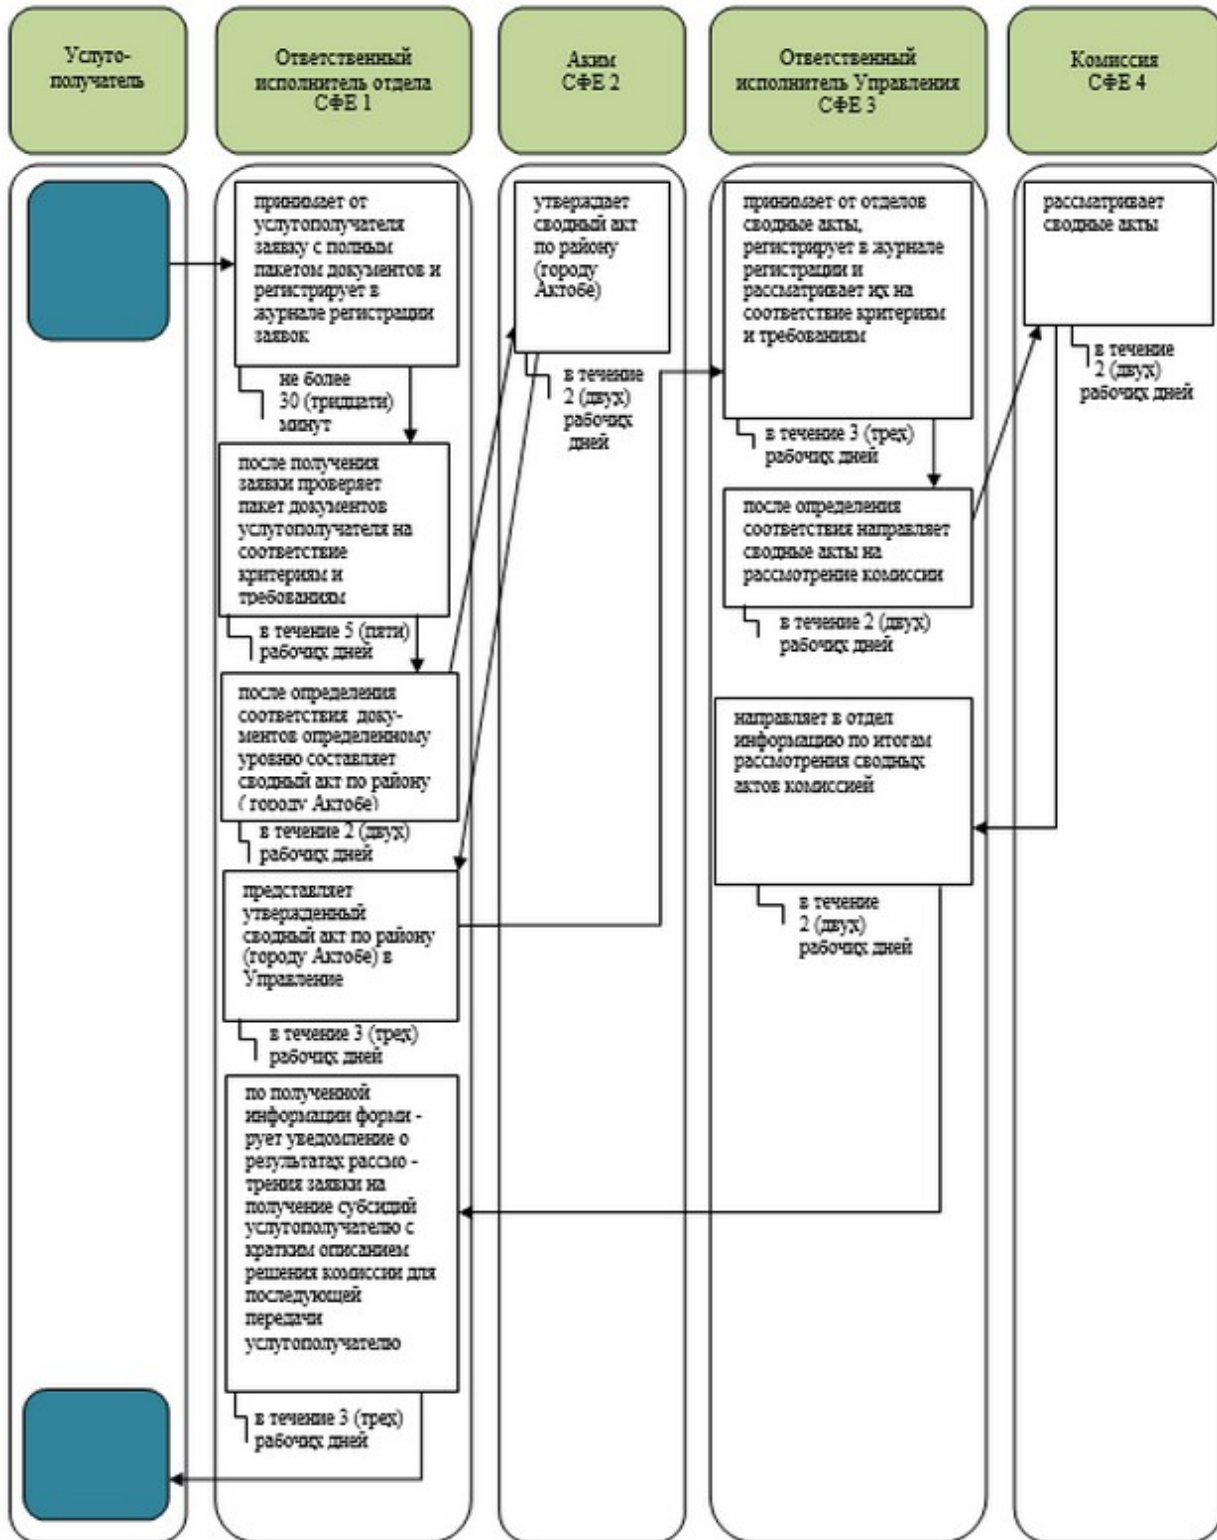 Услуго-
получатель
Ответственный
исполнитель отдела
СФЕ 1
Аким
СФЕ 2
Ответственный
исполнитель Управления
СФЕ 3
Комиссия
СФЕ 4
принимает от
услугополучателя
заявку с полным
пакетом документов и
регистрирует в
журнале регистрации
заявок
не более
30 (тридцати)
минут
после получения
заявки проверяет
пакет документов
услугополучателя на
соответствие
критериям и
требованиям
в течение 5 (пяти)
рабочих дней
после определения
соответствия доку-
ментов определенному
уровню составляет
сводный акт по району
( городу Актобе)
в течение 2 (двух)
рабочих дней
представляет
утвержденный
сводный акт по району
(городу Актобе) в
Управление
в течение 3 (трех)
рабочих дней
по полученной
информации форми -
рует уведомление о
результатах рассмо -
трения заявки на
получение субсидий
услугополучателю с
кратким описанием
решения комиссии для
последующей
передачи
услугополучателю
в течение 3 (трех)
рабочих дней
утверждает
сводный акт
по району
(городу
Актобе)
в течение
2 (двух)
рабочих
дней
принимает от отделов
сводные акты,
регистрирует в журнале
регистрации и
рассматривает их на
соответствие критериям
и требованиям
в течение 3 (трех)
рабочих дней
после определения
соответствия направляет
сводные акты на
рассмотрение комиссии
в течение 2 (двух)
рабочих дней
направляет в отдел
информацию по итогам
рассмотрения сводных
актов комиссией
в течение
2 (двух)
рабочих дней
рассматривает
сводные акты
в течение
2 (двух)
рабочих дней